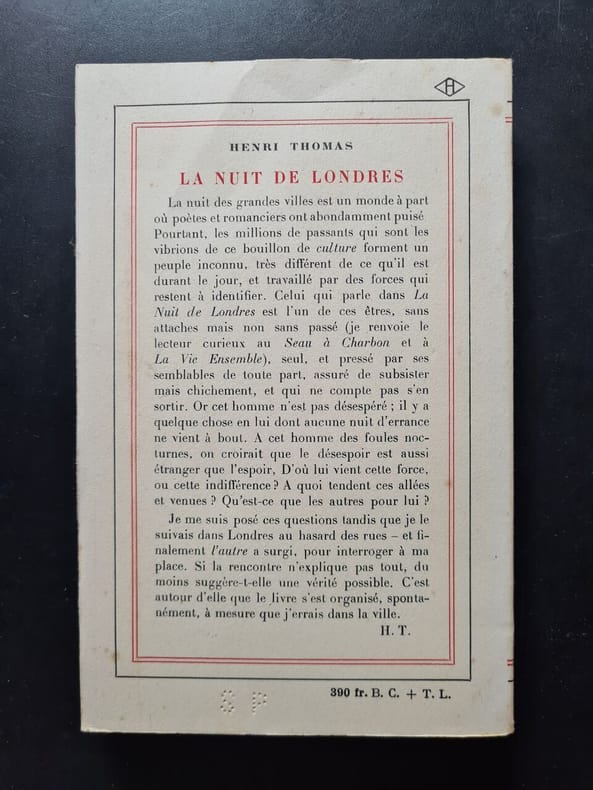 H
HENRI THOMAS
LA NUIT DE LONDRES
La nuit des grandes villes est un monde à part
où poètes et romanciers ont abondamment puisé
Pourtant, les millions de passants qui sont les
vibrions de ce bouillon de culture forment un
peuple inconnu, très différent de ce qu'il est
durant le jour, et travaillé par des forces qui
restent à identifier. Celui qui parle dans La
Nuit de Londres est l'un de ces êtres, sans
attaches mais non sans passé (je renvoie le
lecteur curieux au Seau à Charbon et à
La Vie Ensemble), seul, et pressé par ses
semblables de toute part, assuré de subsister
mais chichement, et qui ne compte pas s'en
sortir. Or cet homme n'est pas désespéré ; il y a
quelque chose en lui dont aucune nuit d'errance
ne vient à bout. A cet homme des foules noc-
turnes, on croirait que le désespoir est aussi
étranger que l'espoir, D'où lui vient cette force,
ou cette indifférence ? A quoi tendent ces allées
et venues ? Qu'est-ce que les autres pour lui ?
Je me suis posé ces questions tandis que je le
suivais dans Londres au hasard des rues – et fi-
nalement l'autre a surgi, pour interroger à ma
place. Si la rencontre n'explique pas tout, du
moins suggère-t-elle une vérité possible. C'est
autour d'elle que le livre s'est organisé, sponta-
nément, à mesure que j'errais dans la ville.
H. T.
390 fr. B. C. + T. L.